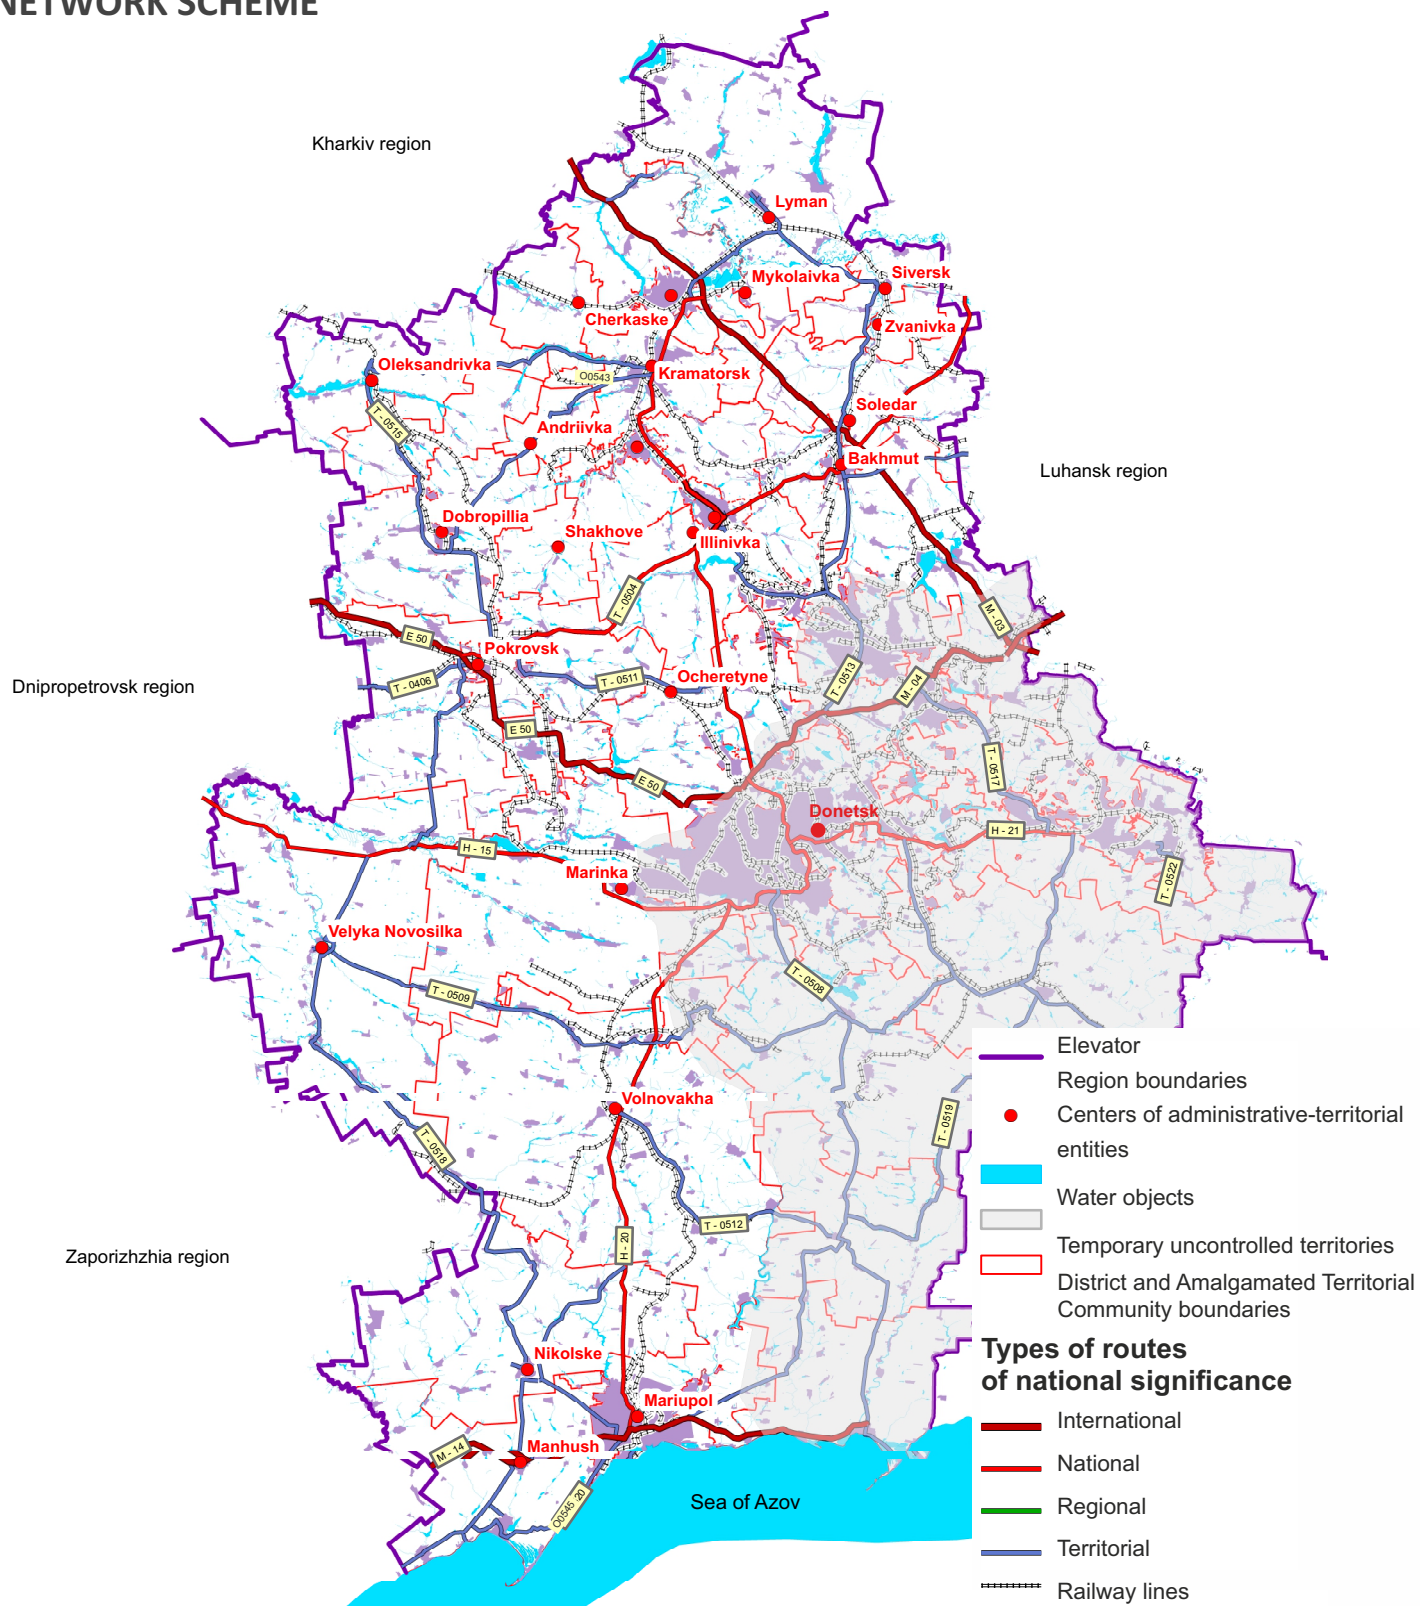 NETWORK SCHEME
Kharkiv region
Lyman
Siversk
Mykolaivka
Cherkaske
Zvanivka
Oleksandrivka
Kramatorsk
O0543
Soledar
T - 0515
Andriivka
Bakhmut
Luhansk region
Dobropillia
Shakhove
Illinivka
T - 0504
M - 03
E 50
Pokrovsk
Dnipropetrovsk region
T - 0406
T - 0511
Ocheretyne
T - 0513
M - 04
E 50
T - 0517
E 50
Donetsk
H - 21
H - 15
Marinka
T - 0522
Velyka Novosilka
T - 0509
T - 0508
Volnovakha
T - 0519
T - 0518
T - 0512
H - 20
Zaporizhzhia region
Nikolske
Mariupol
M - 14
Manhush
O0545 20
Sea of Azov
Elevator
Region boundaries
Centers of administrative-territorial
entities
Water objects
Temporary uncontrolled territories
District and Amalgamated Territorial
Community boundaries
Types of routes
of national significance
International
National
Regional
Territorial
Railway lines